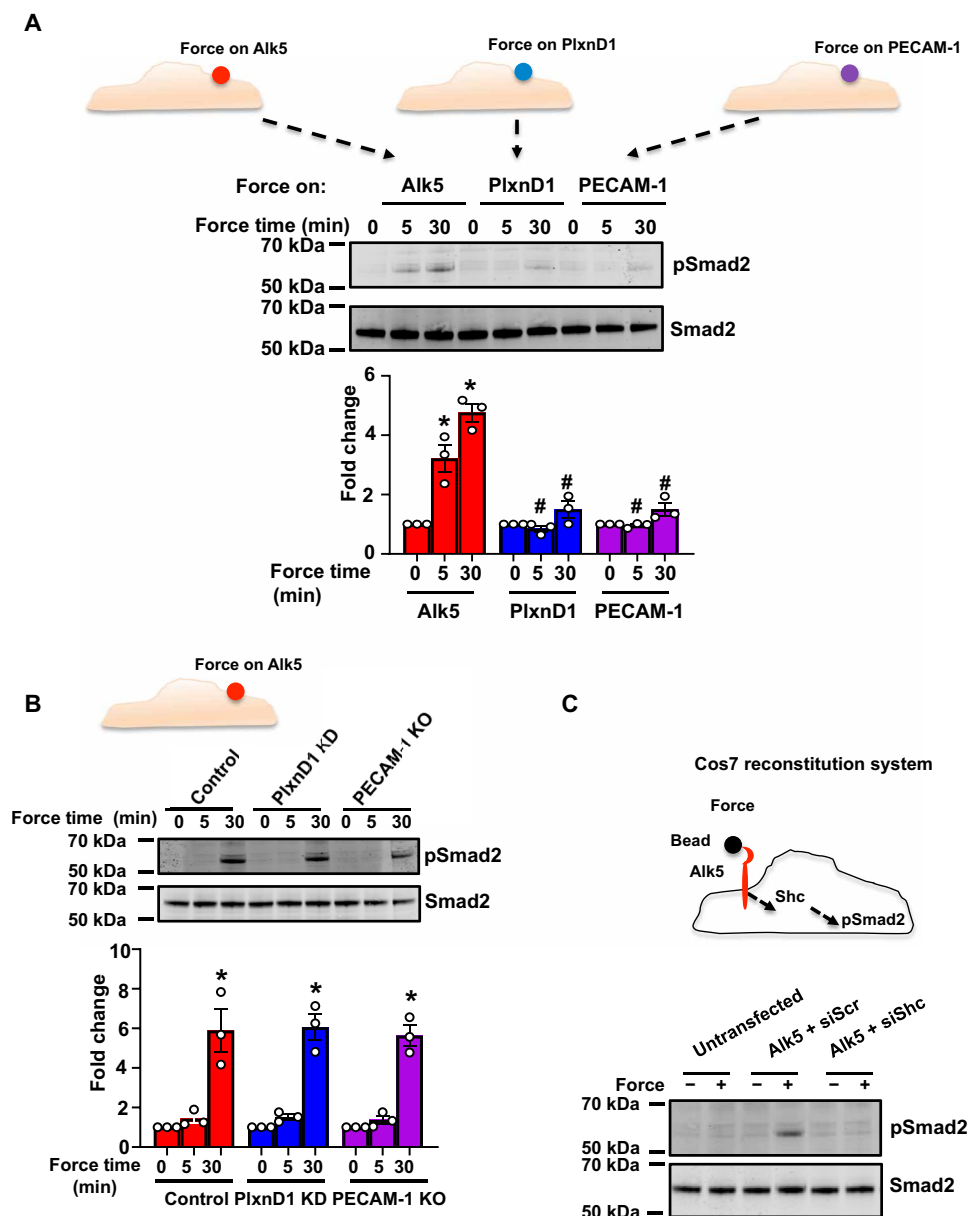 A
Force on Alk5
Force on PlxnD1
Force on PECAM-1
Force on: Alk5 PlxnD1 PECAM-1
Force time (min) 0 5 30 0 5 30 0 5 30
70 kDa
pSmad2
50 kDa
70 kDa
Smad2
50 kDa
Fold change
6
4
2
0
* * # # # #
Force time (min) 0 5 30 0 5 30 0 5 30
Alk5 PlxnD1 PECAM-1
B
Force on Alk5
Control PlxnD1 KD PECAM-1 KO
Force time (min) 0 5 30 0 5 30 0 5 30
70 kDa
pSmad2
50 kDa
70 kDa
Smad2
50 kDa
Fold change
10
8
6
4
2
0
* * *
Force time (min) 0 5 30 0 5 30 0 5 30
Control PlxnD1 KD PECAM-1 KO
C
Cos7 reconstitution system
Force
Bead
Alk5
Shc
pSmad2
Untransfected Alk5 + siScr Alk5 + siShc
Force − + − + − +
70 kDa
pSmad2
50 kDa
70 kDa
Smad2
50 kDa